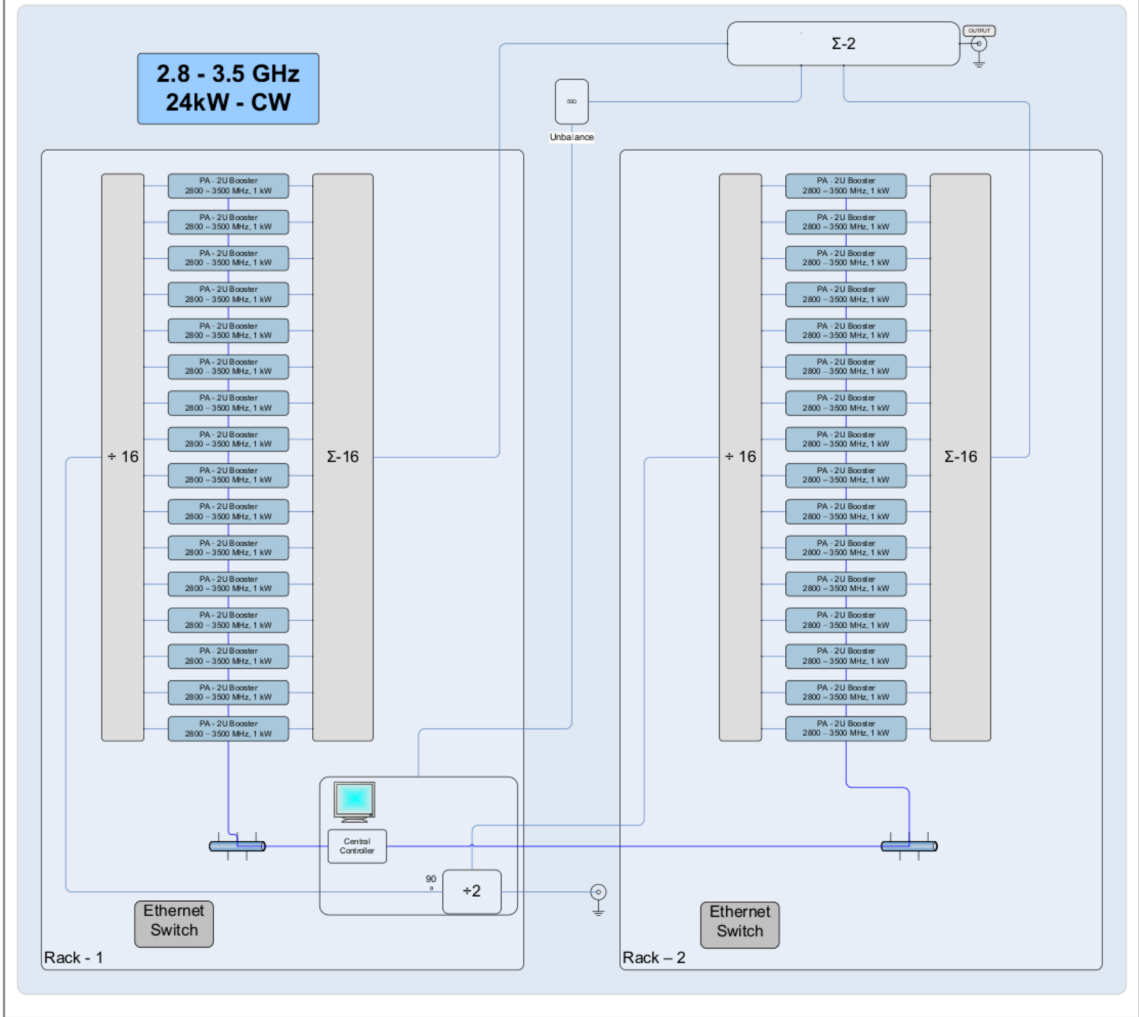 2.8 - 3.5 GHz
24kW - CW
Σ-2
OUTPUT
50Ω
Unbalance
PA - 2U Booster
2800 – 3500 MHz, 1 kW
PA - 2U Booster
2800 – 3500 MHz, 1 kW
PA - 2U Booster
2800 – 3500 MHz, 1 kW
PA - 2U Booster
2800 – 3500 MHz, 1 kW
PA - 2U Booster
2800 – 3500 MHz, 1 kW
PA - 2U Booster
2800 – 3500 MHz, 1 kW
PA - 2U Booster
2800 – 3500 MHz, 1 kW
PA - 2U Booster
2800 – 3500 MHz, 1 kW
PA - 2U Booster
2800 – 3500 MHz, 1 kW
PA - 2U Booster
2800 – 3500 MHz, 1 kW
PA - 2U Booster
2800 – 3500 MHz, 1 kW
PA - 2U Booster
2800 – 3500 MHz, 1 kW
PA - 2U Booster
2800 – 3500 MHz, 1 kW
PA - 2U Booster
2800 – 3500 MHz, 1 kW
PA - 2U Booster
2800 – 3500 MHz, 1 kW
PA - 2U Booster
2800 – 3500 MHz, 1 kW
÷ 16
Σ-16
Central
Controller
90
°
÷2
Ethernet
Switch
Rack - 1
PA - 2U Booster
2800 – 3500 MHz, 1 kW
PA - 2U Booster
2800 – 3500 MHz, 1 kW
PA - 2U Booster
2800 – 3500 MHz, 1 kW
PA - 2U Booster
2800 – 3500 MHz, 1 kW
PA - 2U Booster
2800 – 3500 MHz, 1 kW
PA - 2U Booster
2800 – 3500 MHz, 1 kW
PA - 2U Booster
2800 – 3500 MHz, 1 kW
PA - 2U Booster
2800 – 3500 MHz, 1 kW
PA - 2U Booster
2800 – 3500 MHz, 1 kW
PA - 2U Booster
2800 – 3500 MHz, 1 kW
PA - 2U Booster
2800 – 3500 MHz, 1 kW
PA - 2U Booster
2800 – 3500 MHz, 1 kW
PA - 2U Booster
2800 – 3500 MHz, 1 kW
PA - 2U Booster
2800 – 3500 MHz, 1 kW
PA - 2U Booster
2800 – 3500 MHz, 1 kW
PA - 2U Booster
2800 – 3500 MHz, 1 kW
÷ 16
Σ-16
Ethernet
Switch
Rack – 2